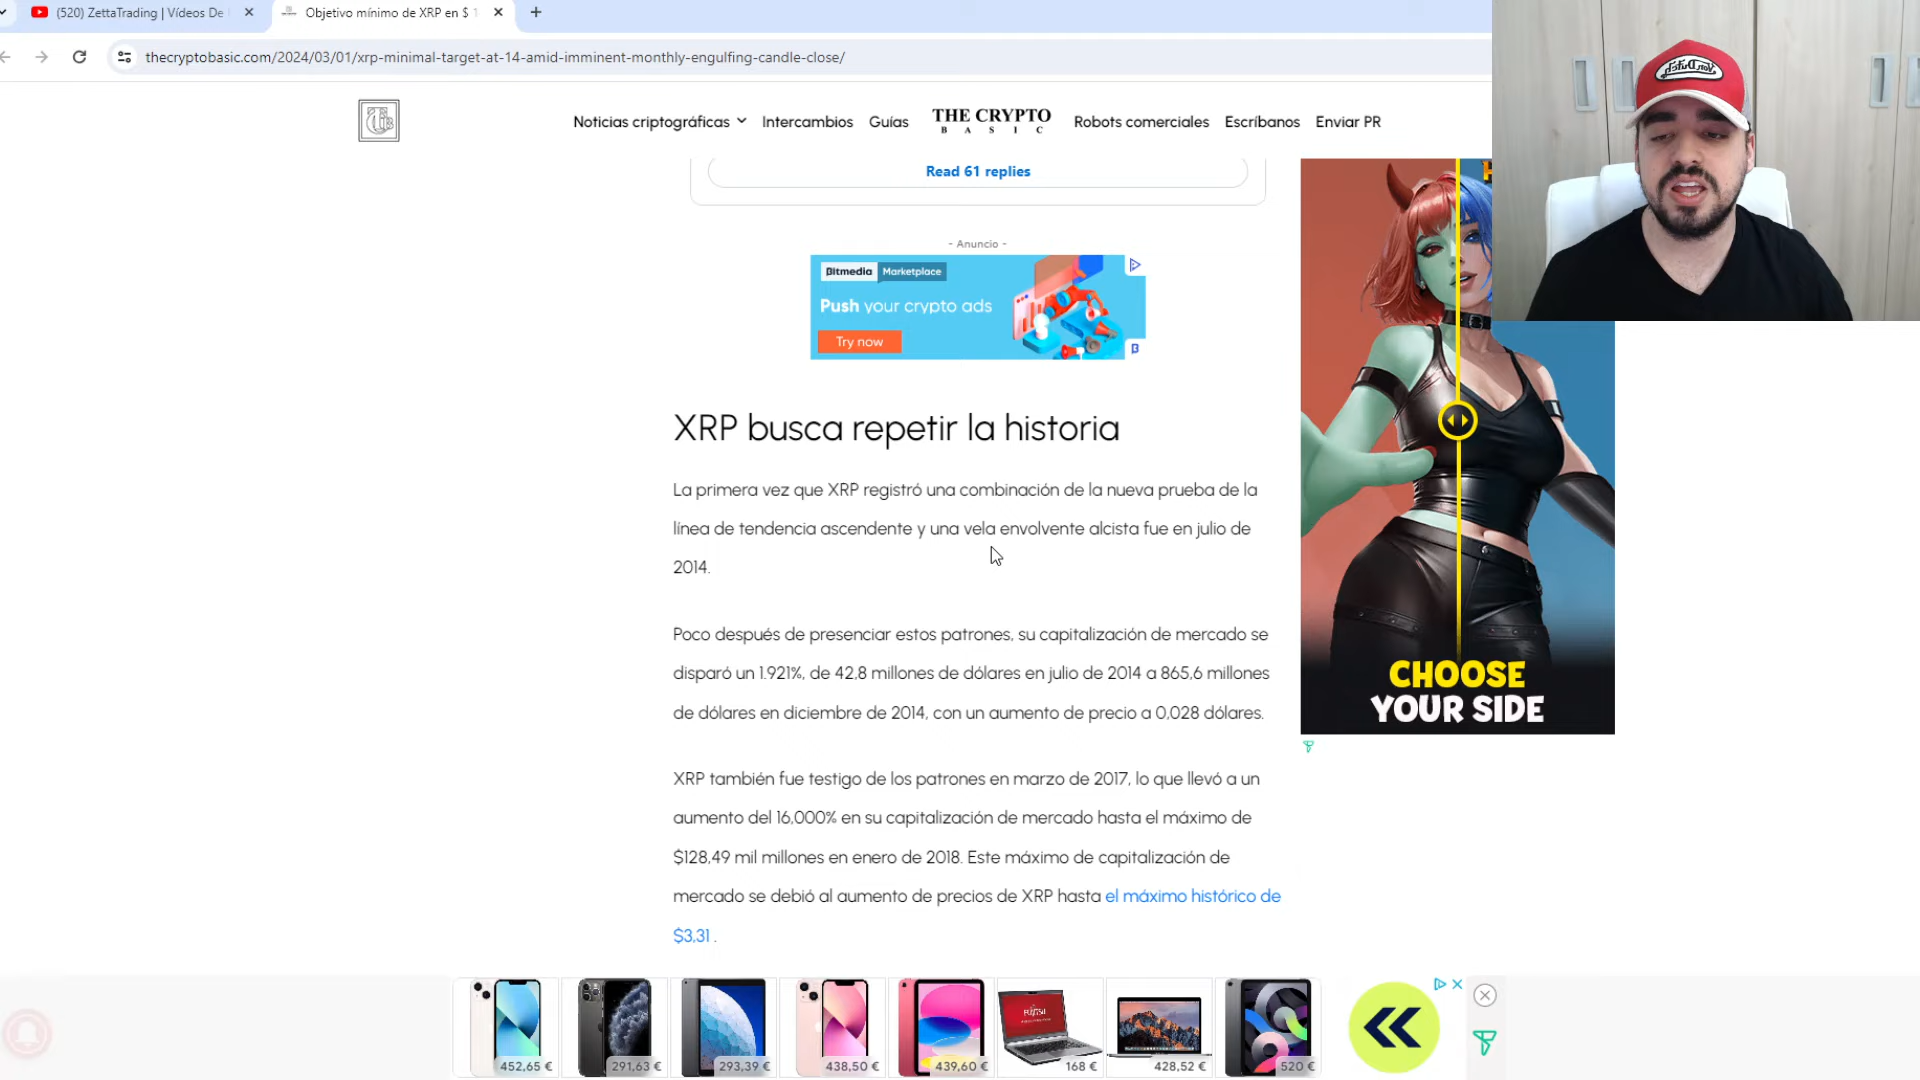 (520) ZettaTrading | Vídeos De
Objetivo mínimo de XRP en $ 1
thecryptobasic.com/2024/03/01/xrp-minimal-target-at-14-amid-imminent-monthly-engulfing-candle-close/
Noticias criptográficas
Intercambios
Guías
THE CRYPTO
BASIC
Robots comerciales
Escríbanos
Enviar PR
Von Dutch
Read 61 replies
- Anuncio -
Bitmedia Marketplace
Push your crypto ads
Try now
XRP busca repetir la historia
La primera vez que XRP registró una combinación de la nueva prueba de la
línea de tendencia ascendente y una vela envolvente alcista fue en julio de
2014.
Poco después de presenciar estos patrones, su capitalización de mercado se
disparó un 1.921%, de 42,8 millones de dólares en julio de 2014 a 865,6 millones
de dólares en diciembre de 2014, con un aumento de precio a 0,028 dólares.
XRP también fue testigo de los patrones en marzo de 2017, lo que llevó a un
aumento del 16,000% en su capitalización de mercado hasta el máximo de
$128,49 mil millones en enero de 2018. Este máximo de capitalización de
mercado se debió al aumento de precios de XRP hasta el máximo histórico de
$3,31 .
CHOOSE
YOUR SIDE
FUJITSU
452,65 €
291,63 €
293,39 €
438,50 €
439,60 €
168 €
428,52 €
520 €